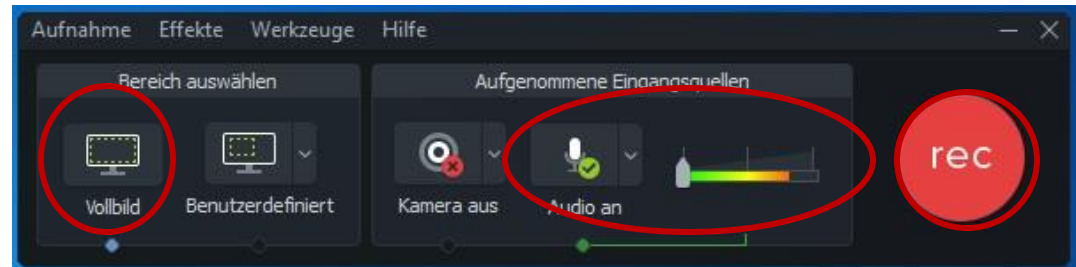 Aufnahme Effekte Werkzeuge Hilfe
Bereich auswählen
Aufgenommene Eingangsquellen
Vollbild
Benutzerdefiniert
Kamera aus
Audio an
rec